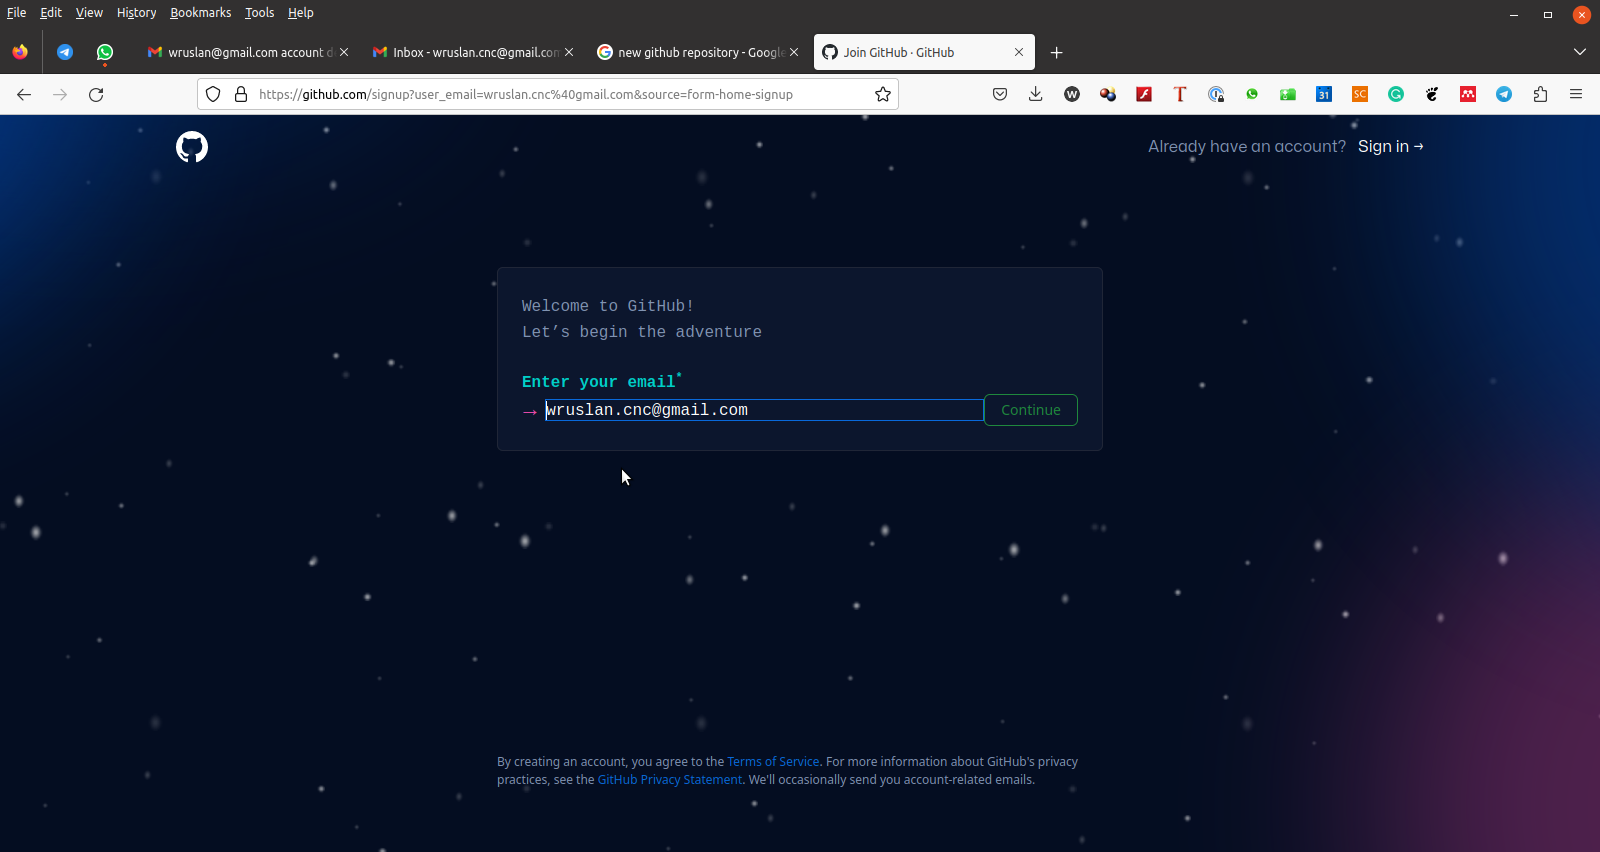 File Edit View History Bookmarks Tools Help
wruslan@gmail.com account d
Inbox - wruslan.cnc@gmail.com
new github repository - Google
Join GitHub · GitHub
https://github.com/signup?user_email=wruslan.cnc%40gmail.com&source=form-home-signup
W
T
31
SC
G
Already have an account? Sign in →
Welcome to GitHub!
Let’s begin the adventure
Enter your email*
→ wruslan.cnc@gmail.com Continue
By creating an account, you agree to the Terms of Service. For more information about GitHub's privacy
practices, see the GitHub Privacy Statement. We'll occasionally send you account-related emails.